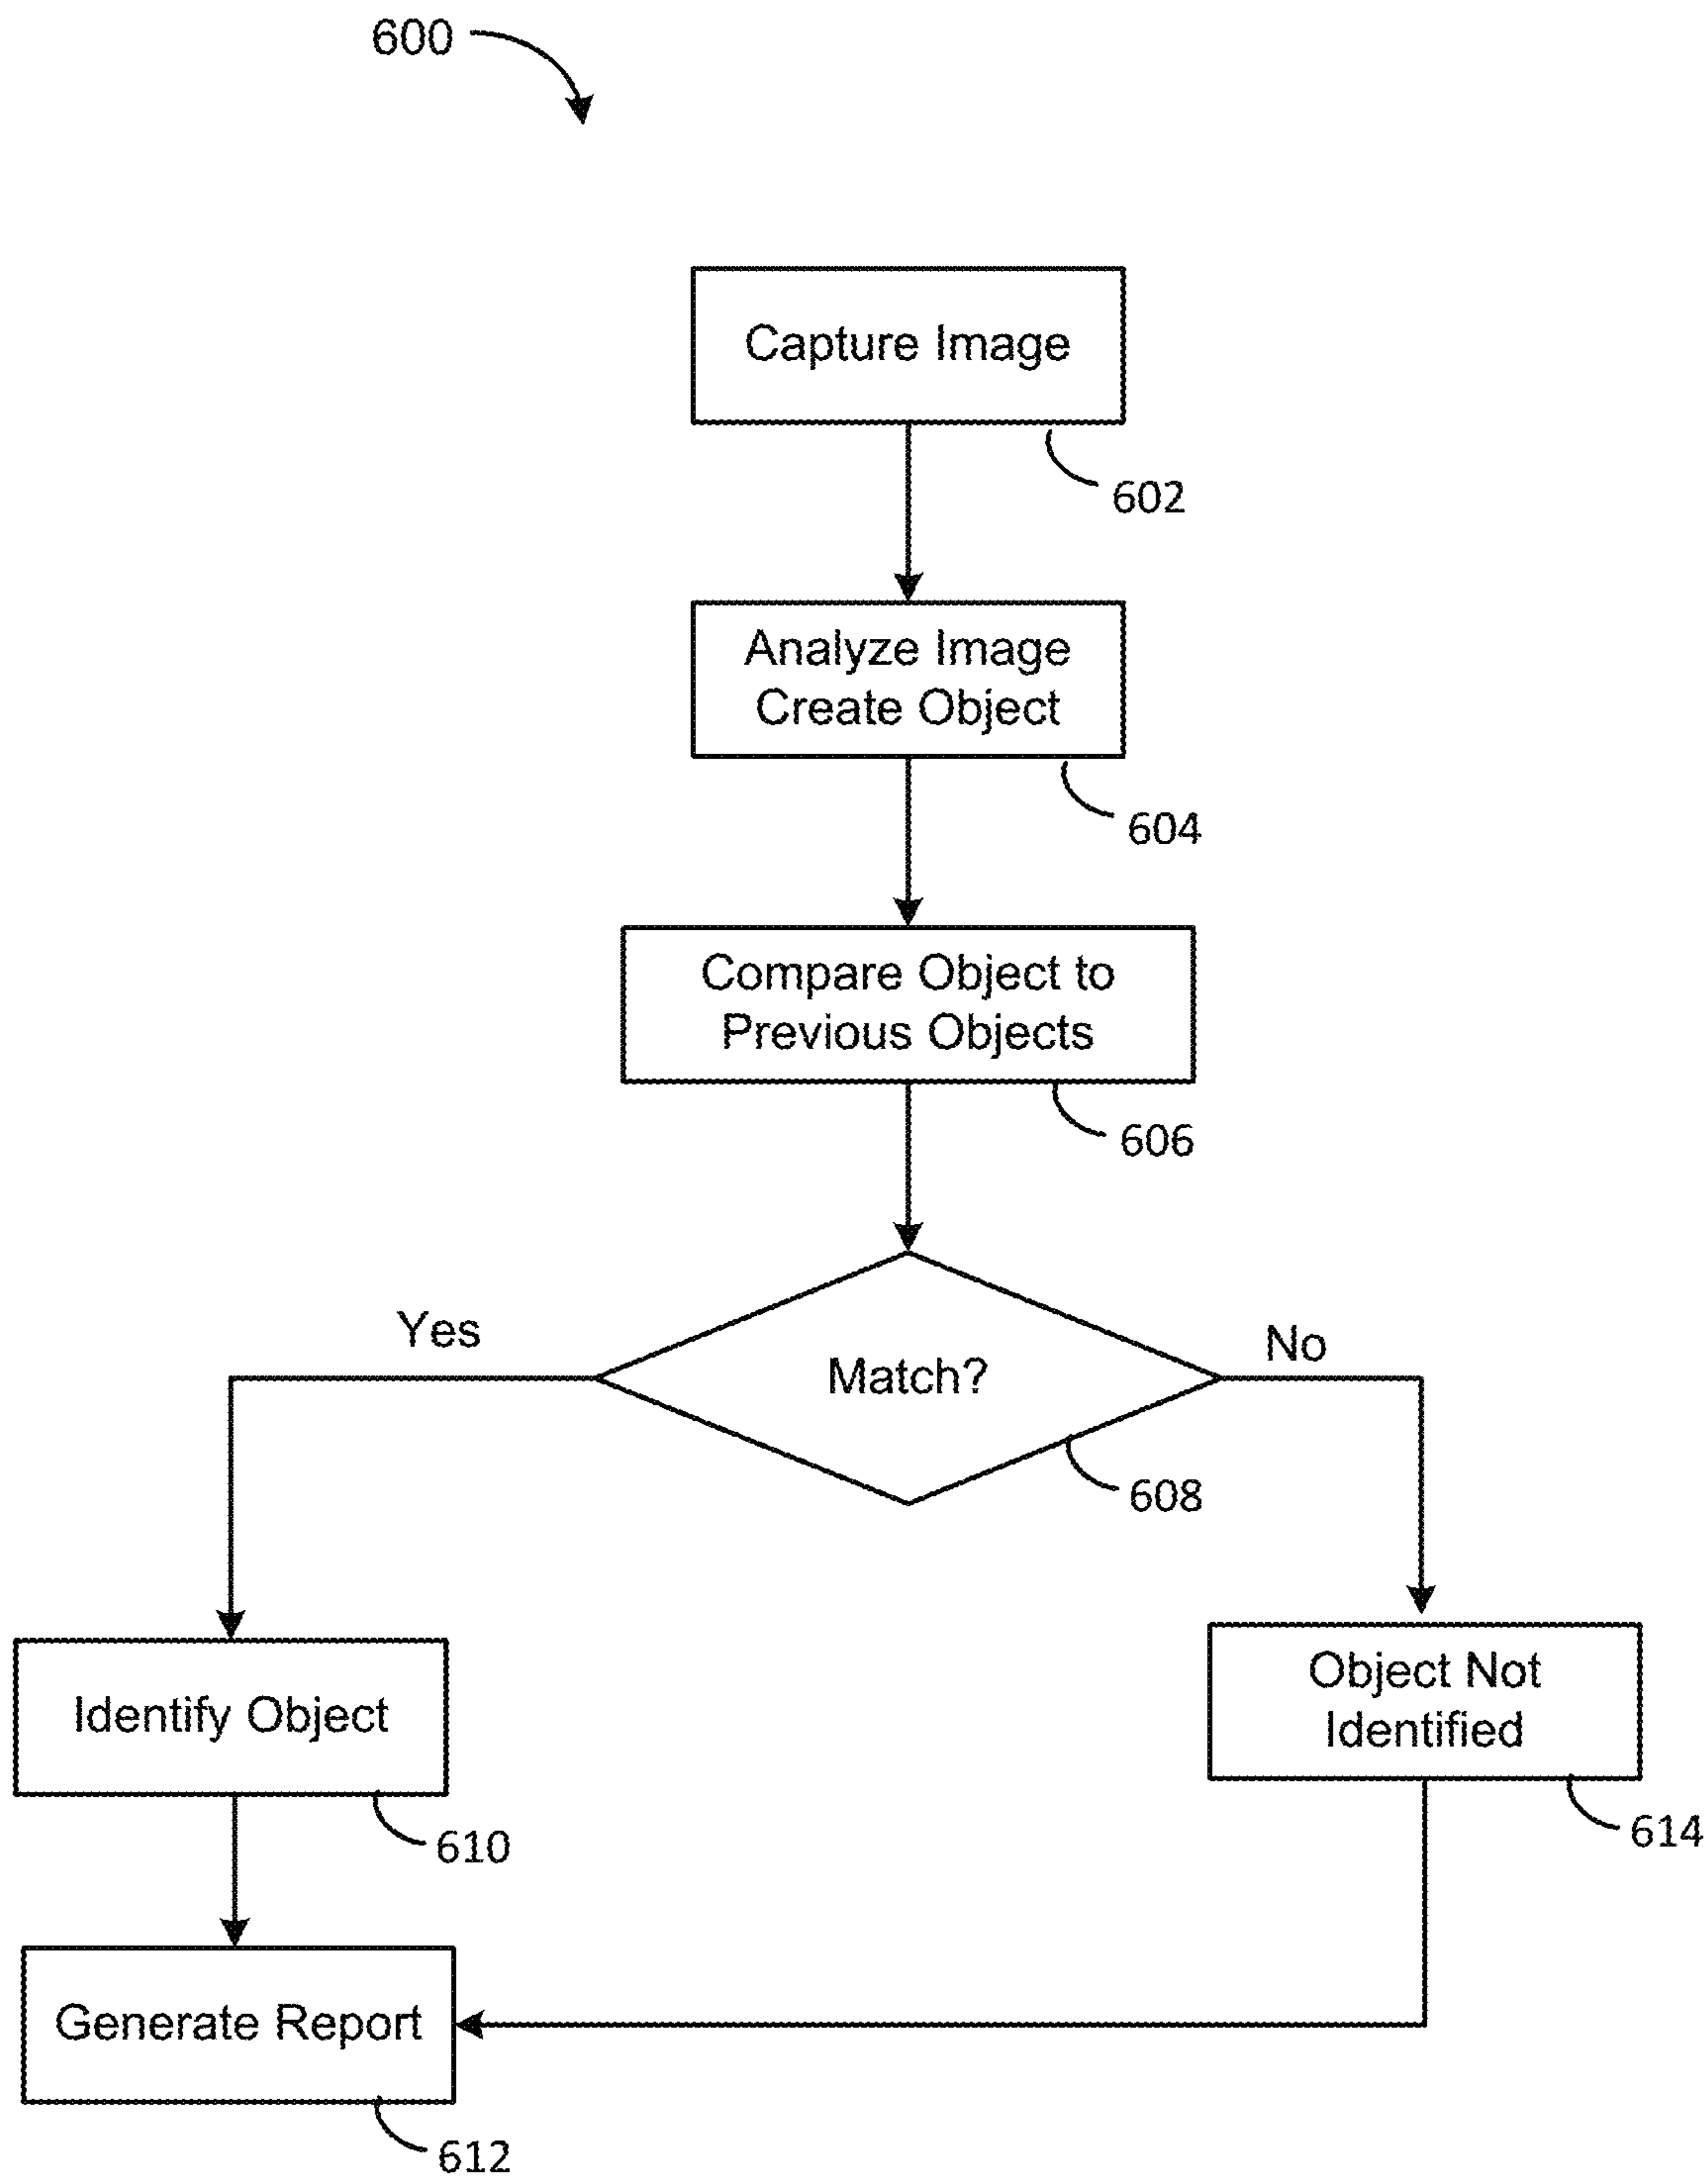 600
Capture Image
602
Analyze Image
Create Object
604
Compare Object to
Previous Objects
606
Yes
No
Match?
608
Identify Object
610
Object Not
Identified
614
Generate Report
612